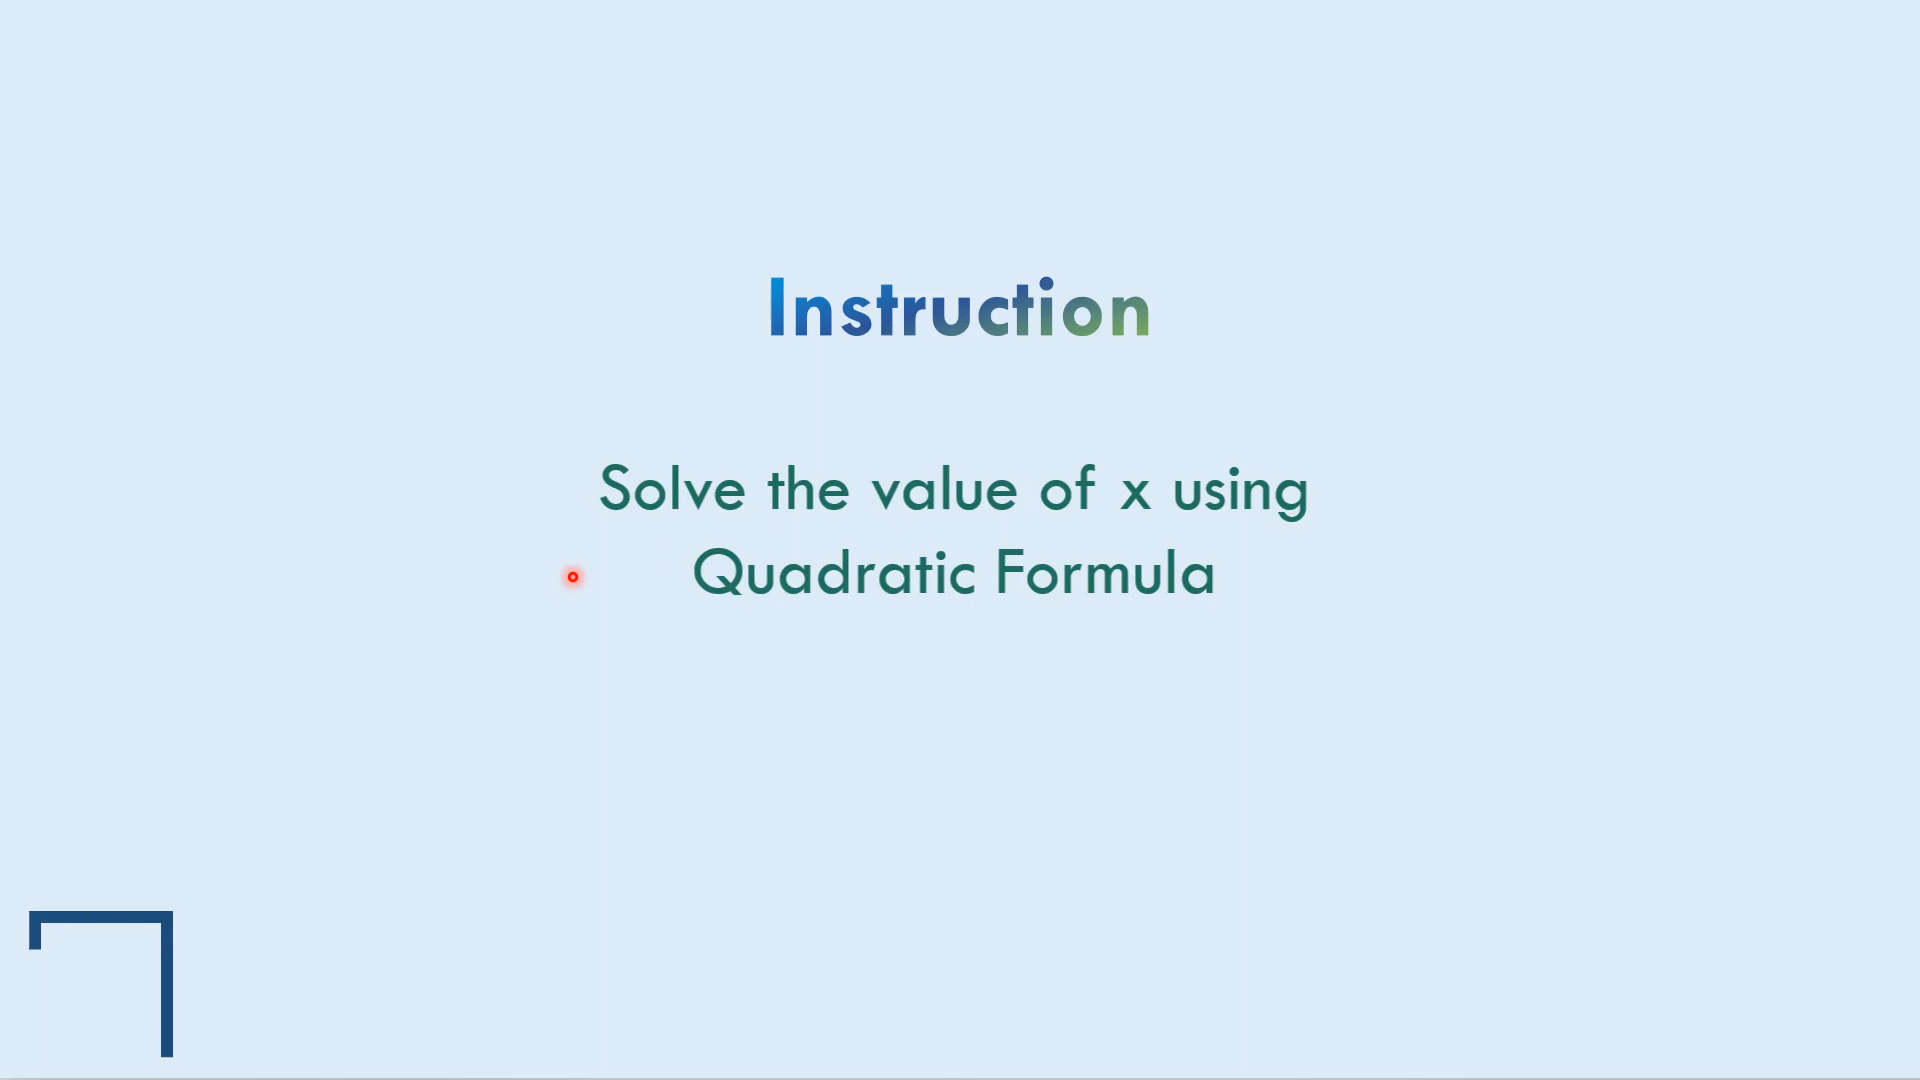 Instruction
Solve the value of x using
Quadratic Formula